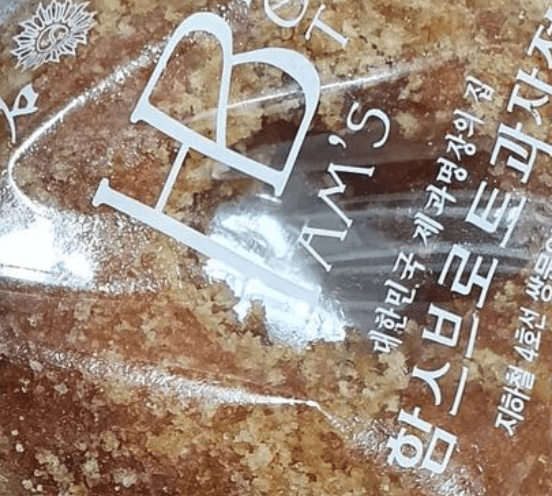 HB
AM'S
대한민국 제과명장의 집
함스브로트과자점
지하철 4호선